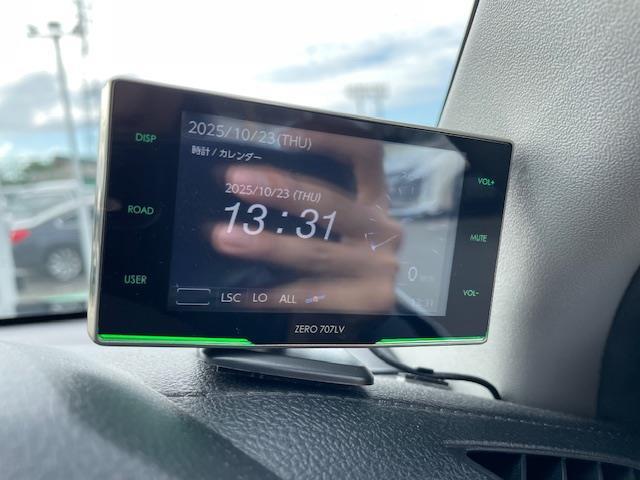 2025/10/23(THU)
時計/カレンダー
2025/10/23 (THU)
13:31
0
LSC LO ALL
DISP
ROAD
USER
VOL+
MUTE
VOL-
ZERO 707LV